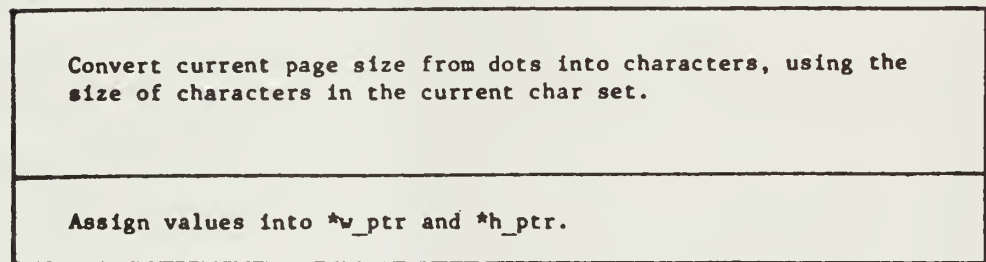 Convert current page size from dots into characters, using the
size of characters in the current char set.
Assign values into *w_ptr and *h_ptr.